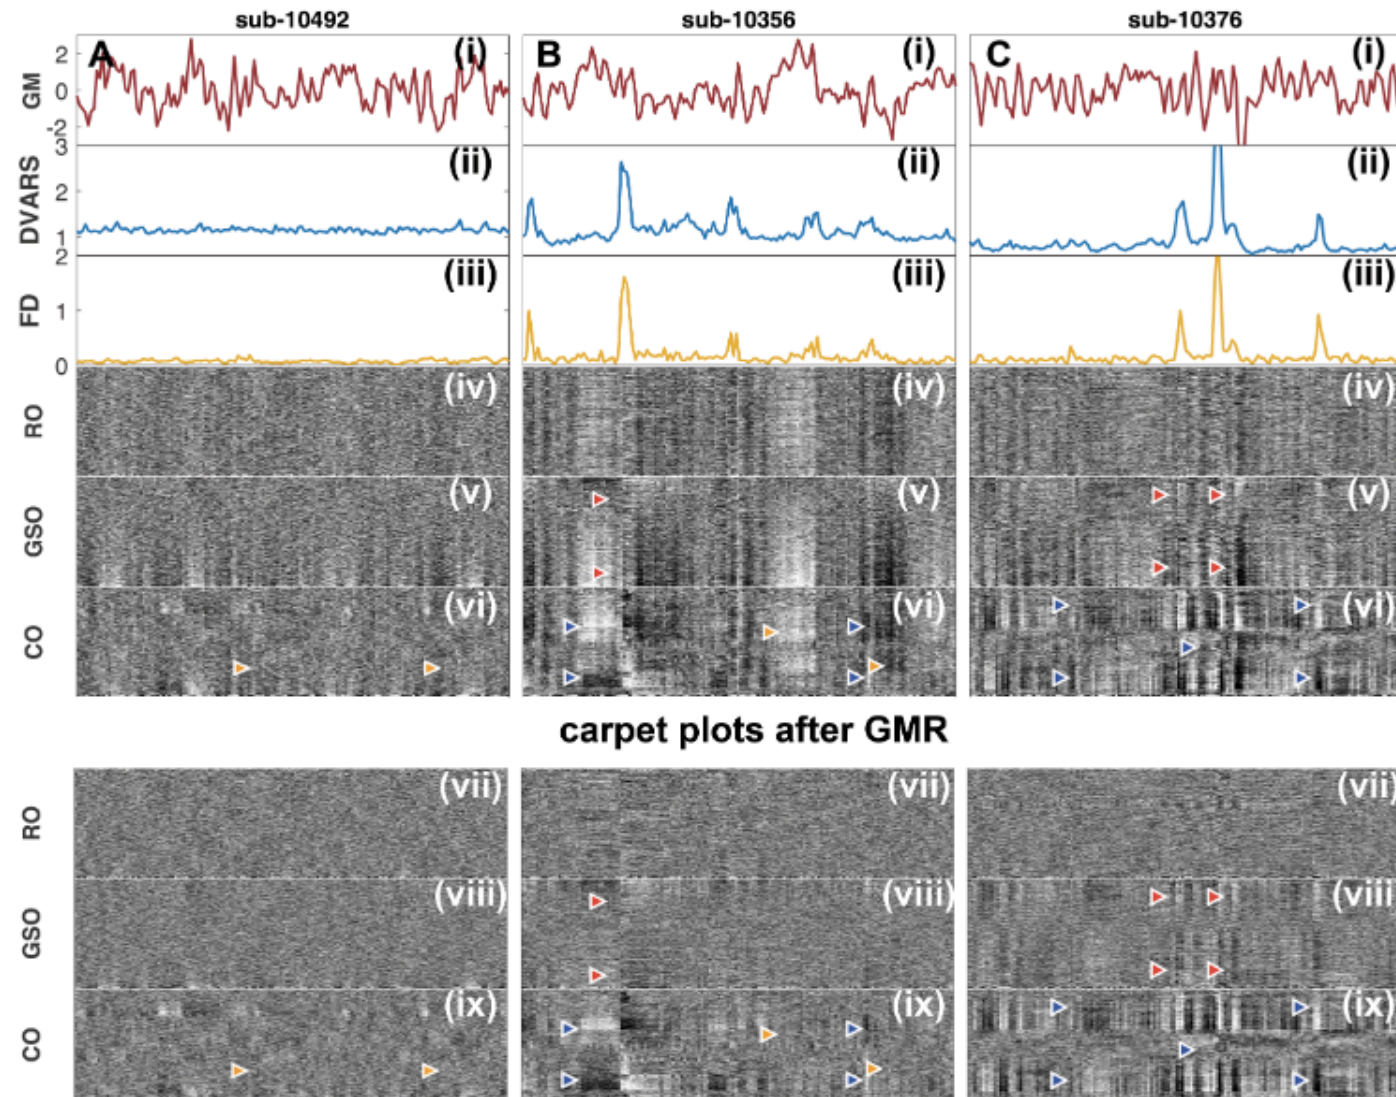 sub-10492 sub-10356 sub-10376
A (i) B (i) C (i)
GM 2 0 -2
DVARS 3 2 1 (ii) (ii) (ii)
FD 2 1 0 (iii) (iii) (iii)
RO (iv) (iv) (iv)
GSO (v) (v) (v)
CO (vi) (vi) (vi)
carpet plots after GMR
RO (vii) (vii) (vii)
GSO (viii) (viii) (viii
CO (ix) (ix) (ix)